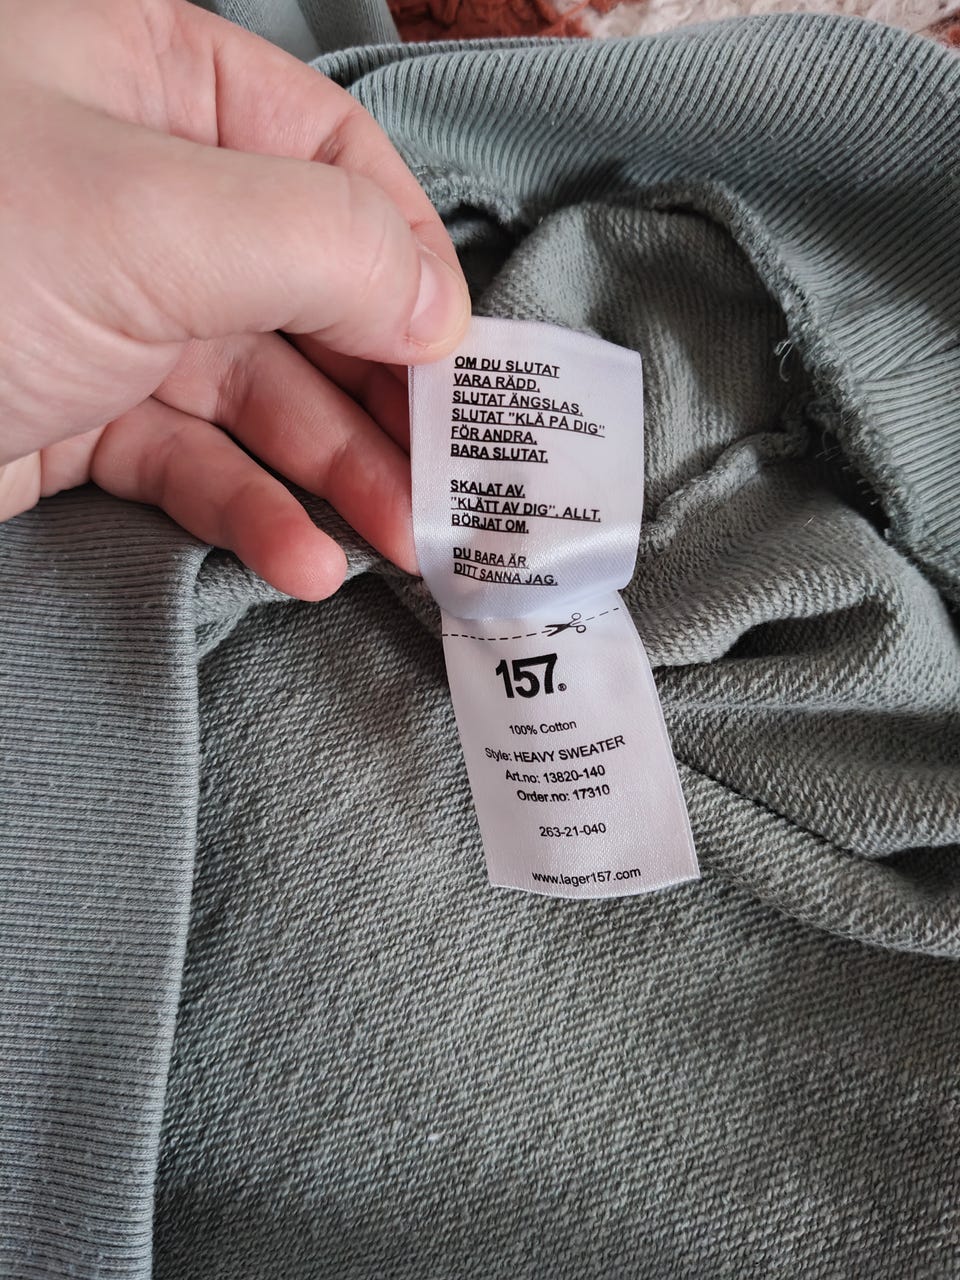 OM DU SLUTAT
VARA RÄDD.
SLUTAT ÄNGSLAS.
SLUTAT "KLÄ PÅ DIG"
FÖR ANDRA.
BARA SLUTAT.
SKALAT AV.
"KLÄTT AV DIG". ALLT.
BÖRJAT OM.
DU BARA ÄR
DITT SANNA JAG.
157®
100% Cotton
Style: HEAVY SWEATER
Art.no: 13820-140
Order.no: 17310
263-21-040
www.lager157.com